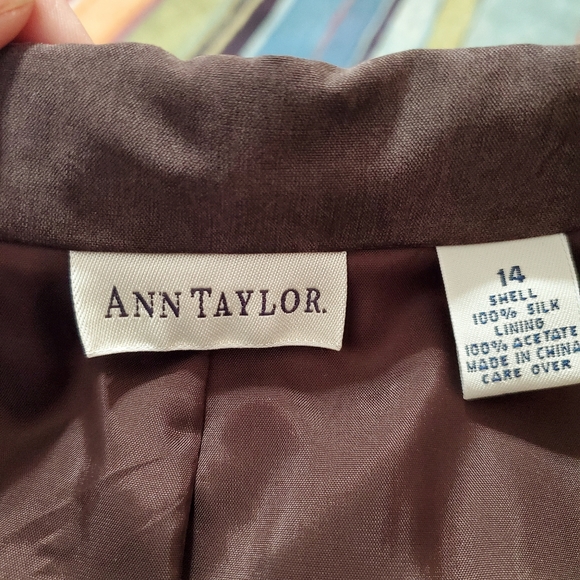 ANN TAYLOR.
14
SHELL
100% SILK
LINING
100% ACETATE
MADE IN CHINA
CARE OVER